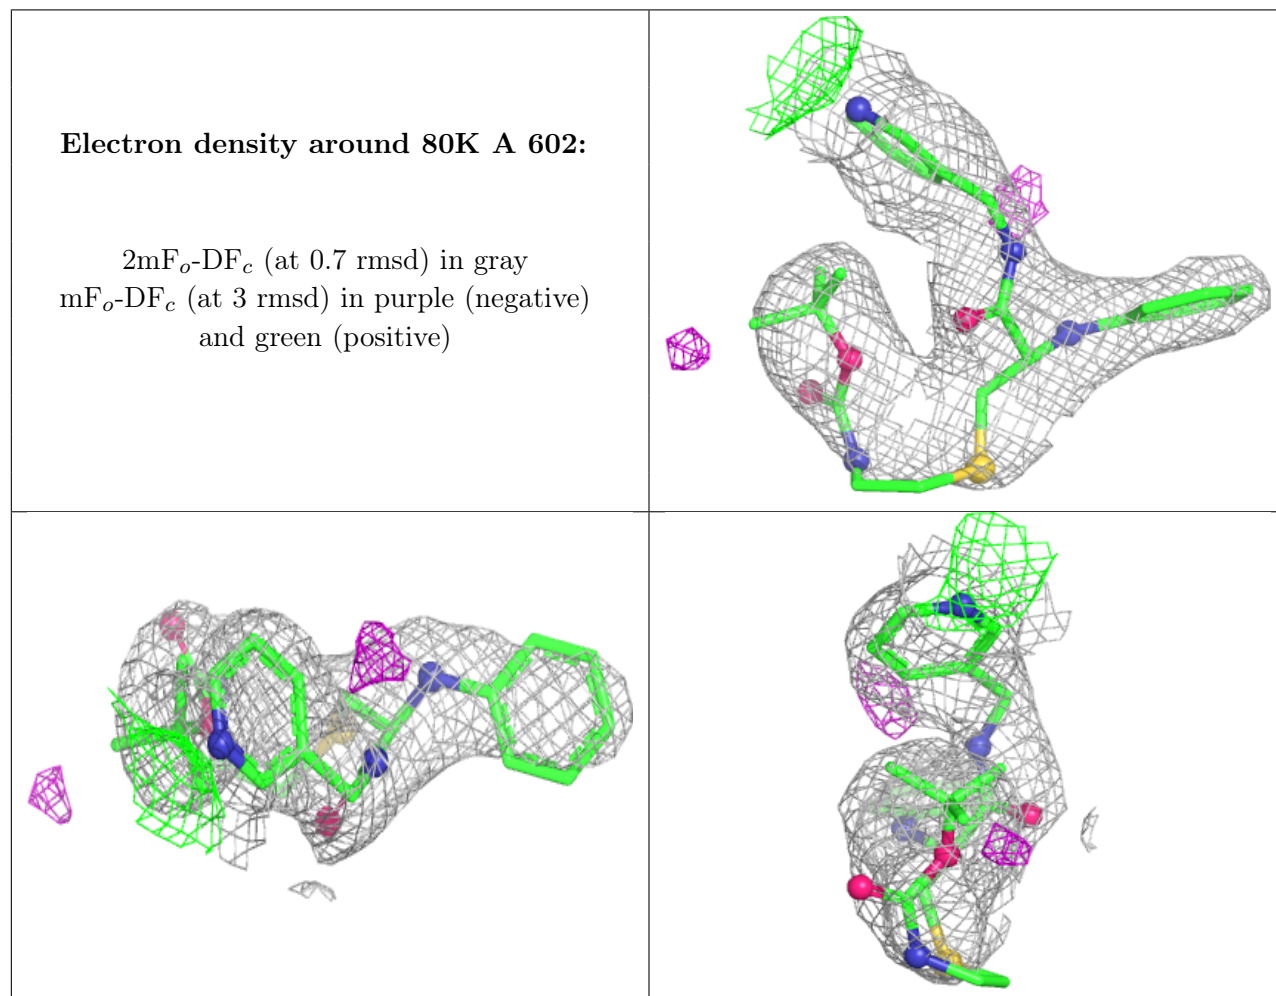 Electron density around 80K A 602:
2mFₒ-DF𝒸 (at 0.7 rmsd) in gray
mFₒ-DF𝒸 (at 3 rmsd) in purple (negative)
and green (positive)